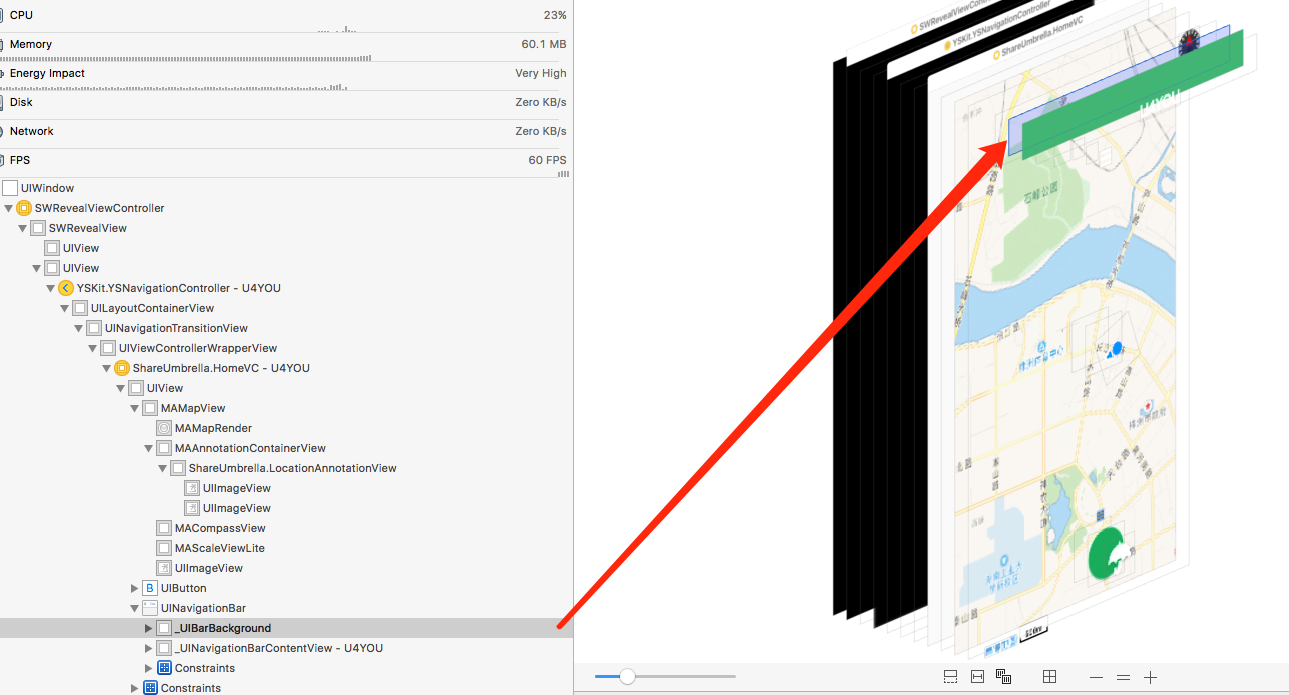 CPU 23%
Memory 60.1 MB
Energy Impact Very High
Disk Zero KB/s
Network Zero KB/s
FPS 60 FPS
UIWindow
SWRevealViewController
SWRevealView
UIView
UIView
YSKit.YSNavigationController - U4YOU
UILayoutContainerView
UINavigationTransitionView
UIViewControllerWrapperView
ShareUmbrella.HomeVC - U4YOU
UIView
MAMapView
MAMapRender
MAAnnotationContainerView
ShareUmbrella.LocationAnnotationView
UIImageView
UIImageView
MACompassView
MAScaleViewLite
UIImageView
B UIButton
UINavigationBar
_UIBarBackground
_UINavigationBarContentView - U4YOU
Constraints
Constraints
YSKit.YSNavigationController
ShareUmbrella.HomeVC
U4YOU
石峰公园